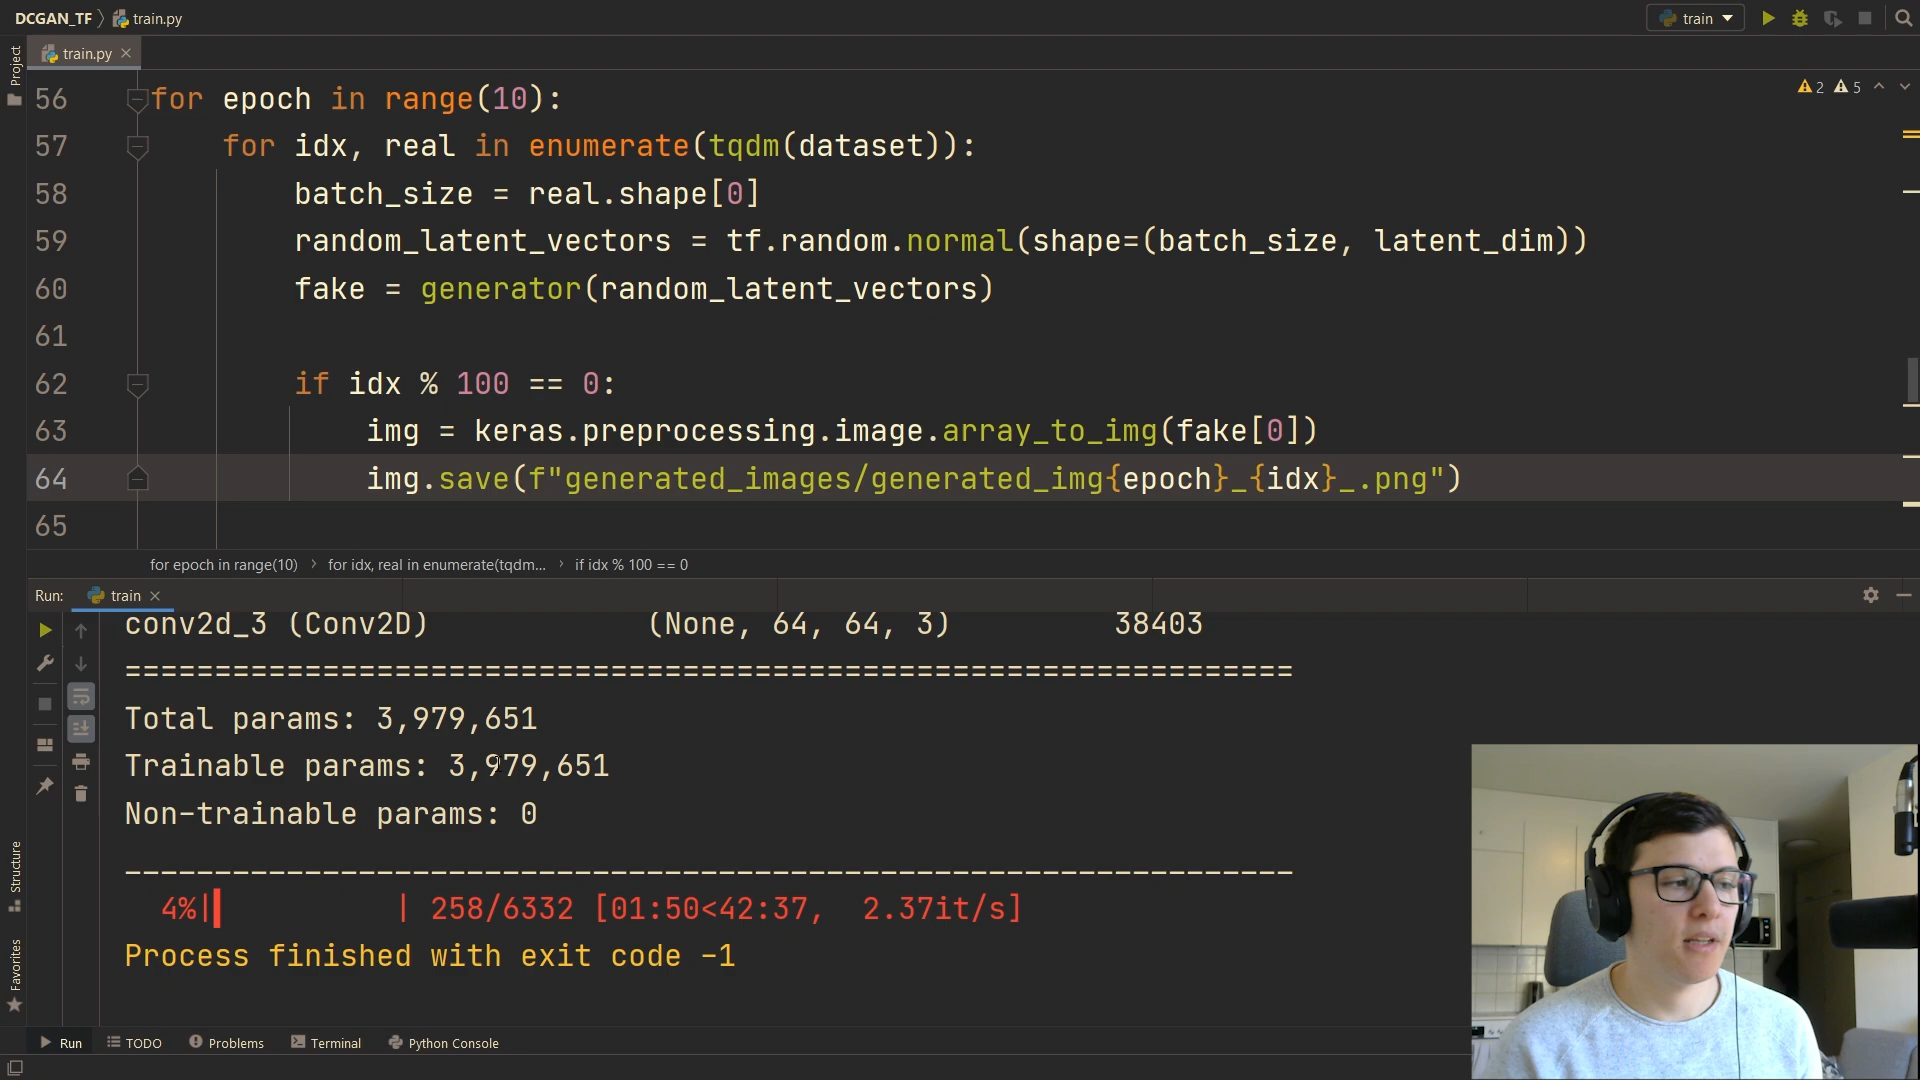 DCGAN_TF 〉 train.py
train
train.py
Project
2 5
56 for epoch in range(10):
57 for idx, real in enumerate(tqdm(dataset)):
58 batch_size = real.shape[0]
59 random_latent_vectors = tf.random.normal(shape=(batch_size, latent_dim))
60 fake = generator(random_latent_vectors)
61
62 if idx % 100 == 0:
63 img = keras.preprocessing.image.array_to_img(fake[0])
64 img.save(f"generated_images/generated_img{epoch}_{idx}_.png")
65
for epoch in range(10) › for idx, real in enumerate(tqdm... › if idx % 100 == 0
Run: train
conv2d_3 (Conv2D) (None, 64, 64, 3) 38403
=================================================================
Total params: 3,979,651
Trainable params: 3,979,651
Non-trainable params: 0
_________________________________________________________________
4%|▍ | 258/6332 [01:50<42:37, 2.37it/s]
Process finished with exit code -1
Structure
Favorites
Run TODO Problems Terminal Python Console